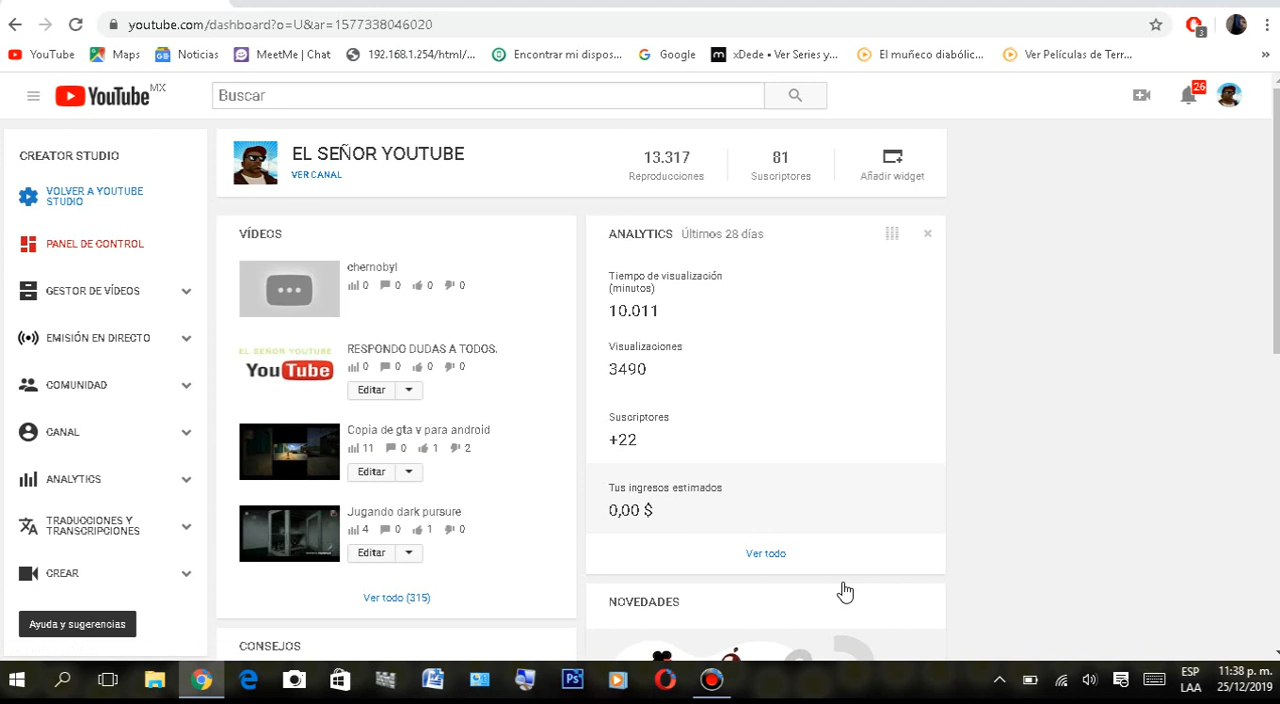 youtube.com/dashboard?o=U&ar=1577338046020
3
YouTube Maps Noticias MeetMe | Chat 192.168.1.254/html/... Encontrar mi dispos... Google xDede • Ver Series y... El muñeco diabólic... Ver Películas de Terr... »
YouTube MX
Buscar
26
CREATOR STUDIO
VOLVER A YOUTUBE
STUDIO
PANEL DE CONTROL
GESTOR DE VÍDEOS
EMISIÓN EN DIRECTO
COMUNIDAD
CANAL
ANALYTICS
TRADUCCIONES Y
TRANSCRIPCIONES
CREAR
Ayuda y sugerencias
EL SEÑOR YOUTUBE
VER CANAL
13.317
Reproducciones
81
Suscriptores
Añadir widget
VÍDEOS
chernobyl
0 0 0 0
EL SEÑOR YOUTUBE
YouTube
RESPONDO DUDAS A TODOS.
0 0 0 0
Editar
Copia de gta v para android
11 0 1 2
Editar
Jugando dark pursure
4 0 1 0
Editar
Ver todo (315)
CONSEJOS
ANALYTICS Últimos 28 días
Tiempo de visualización
(minutos)
10.011
Visualizaciones
3490
Suscriptores
+22
Tus ingresos estimados
0,00 $
Ver todo
NOVEDADES
Ps
ESP
LAA
11:38 p. m.
25/12/2019